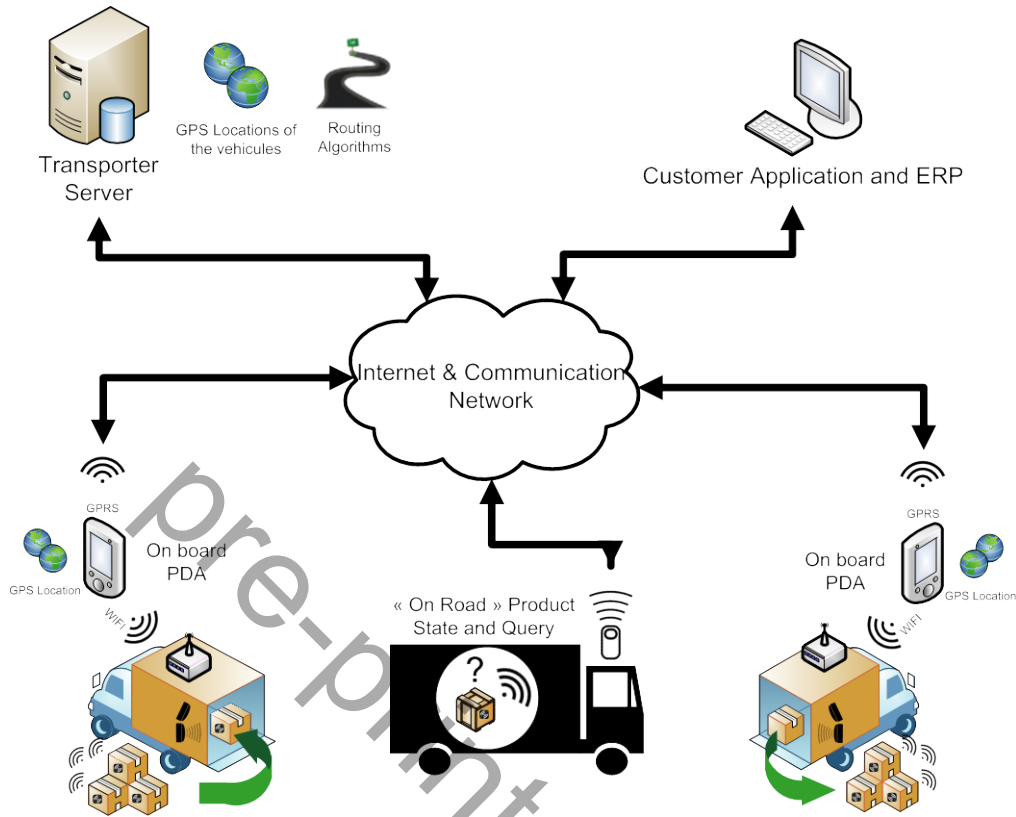 Transporter
Server
GPS Locations of
the vehicules
Routing
Algorithms
Customer Application and ERP
Internet & Communication
Network
GPRS
On board
PDA
GPS Location
WIFI
« On Road » Product
State and Query
?
GPRS
On board
PDA
GPS Location
WIFI
pre-print